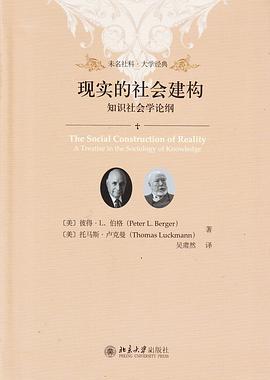 未名社科·大学经典
现实的社会建构
知识社会学论纲
The Social Construction of Reality
A Treatise in the Sociology of Knowledge
〔美〕彼得·L.伯格（Peter L. Berger）
〔美〕托马斯·卢克曼（Thomas Luckmann）
著
吴肃然 译
北京大学出版社
PEKING UNIVERSITY PRESS